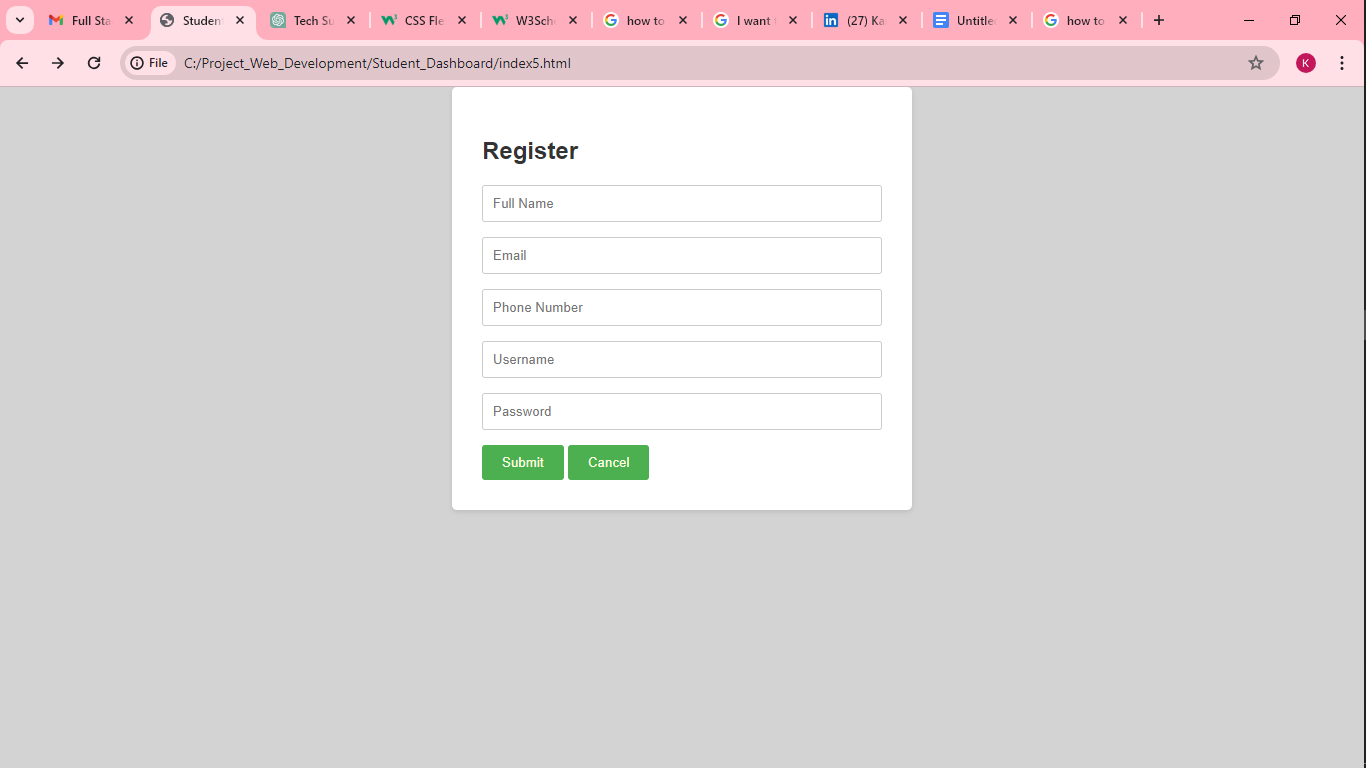 Full Sta
Studen
Tech Su
CSS Fle
W3Sch
how to
I want
(27) Ka
Untitle
how to
File
C:/Project_Web_Development/Student_Dashboard/index5.html
K
Register
Full Name
Email
Phone Number
Username
Password
Submit Cancel